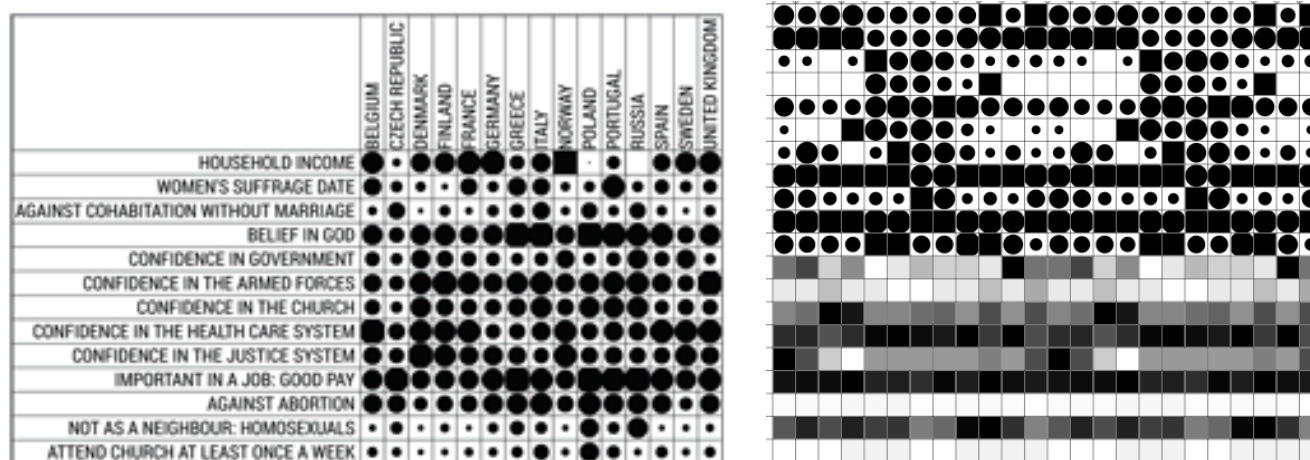 BELGIUM
CZECH REPUBLIC
DENMARK
FINLAND
FRANCE
GERMANY
GREECE
ITALY
NORWAY
POLAND
PORTUGAL
RUSSIA
SPAIN
SWEDEN
UNITED KINGDOM
HOUSEHOLD INCOME
WOMEN'S SUFFRAGE DATE
AGAINST COHABITATION WITHOUT MARRIAGE
BELIEF IN GOD
CONFIDENCE IN GOVERNMENT
CONFIDENCE IN THE ARMED FORCES
CONFIDENCE IN THE CHURCH
CONFIDENCE IN THE HEALTH CARE SYSTEM
CONFIDENCE IN THE JUSTICE SYSTEM
IMPORTANT IN A JOB: GOOD PAY
AGAINST ABORTION
NOT AS A NEIGHBOUR: HOMOSEXUALS
ATTEND CHURCH AT LEAST ONCE A WEEK